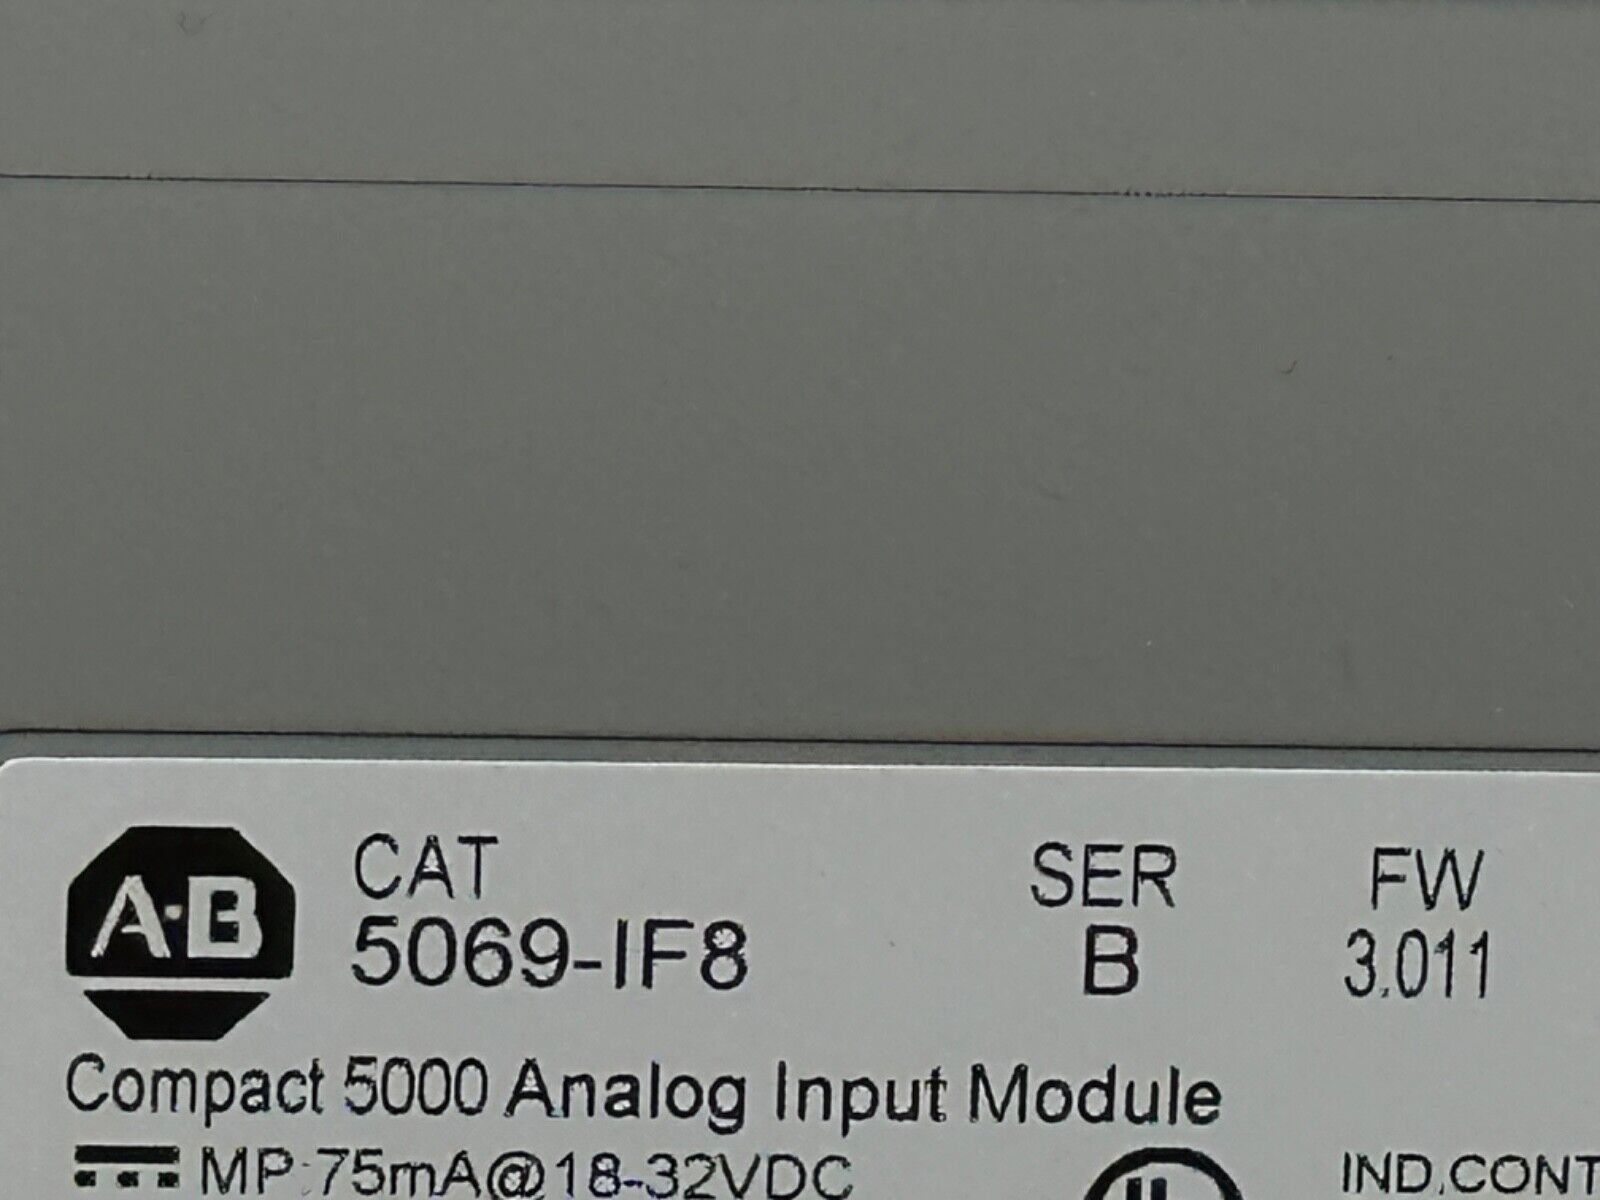 A·B
CAT SER FW
5069-IF8 B 3.011
Compact 5000 Analog Input Module
MP:75mA@18-32VDC
IND.CONT